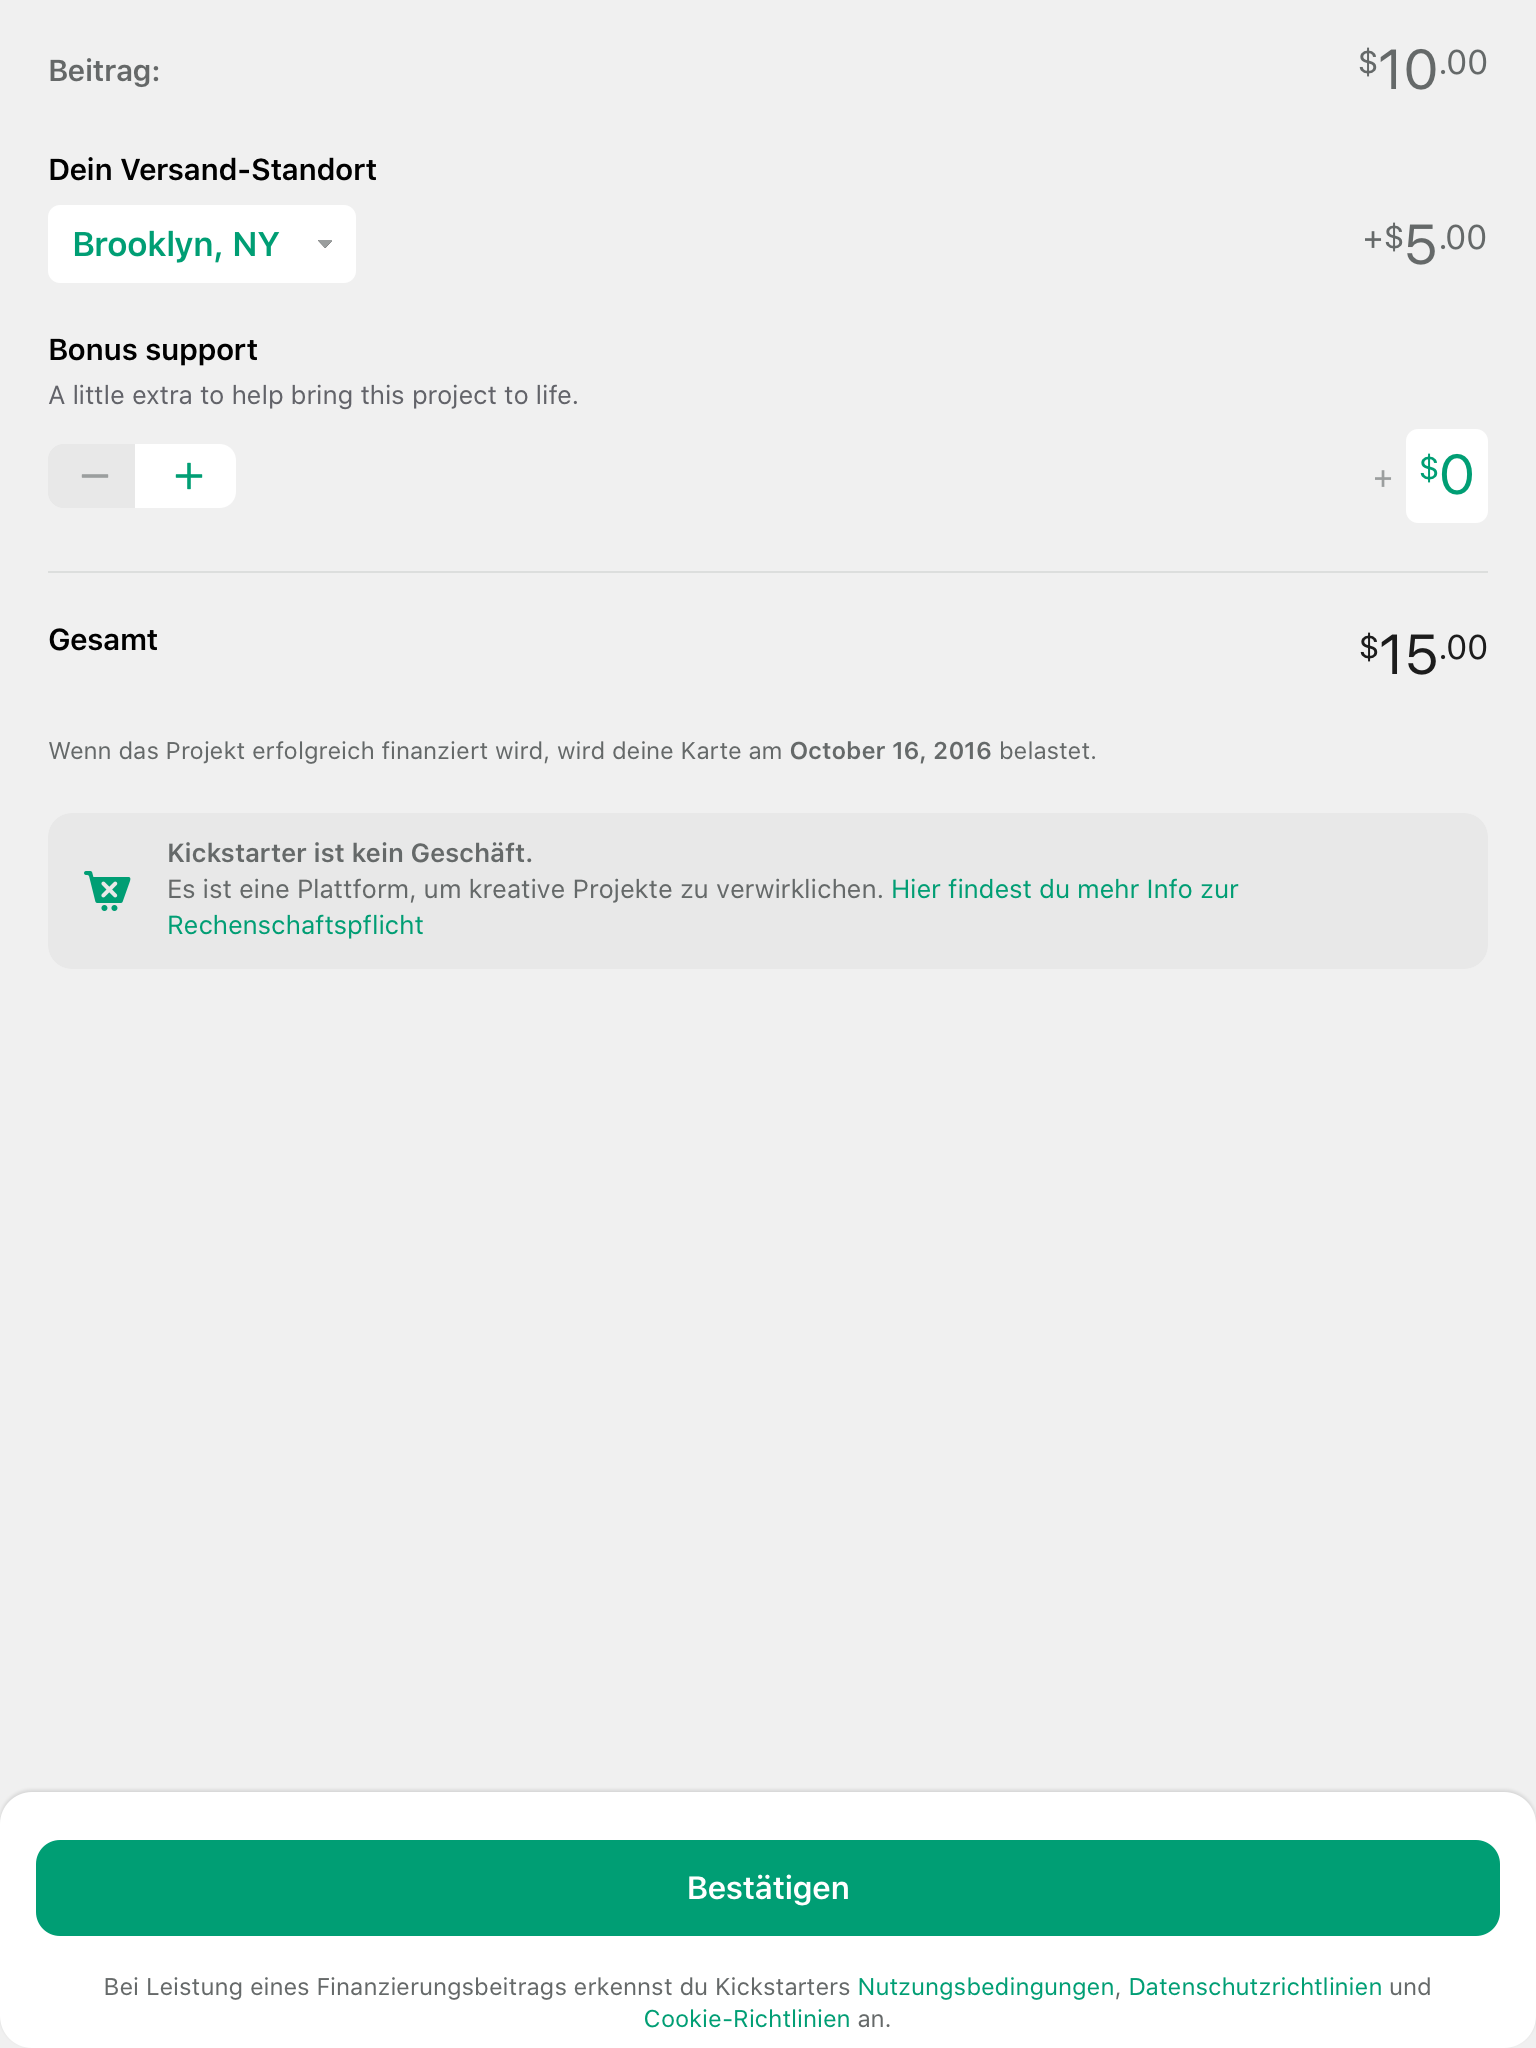 Beitrag:
$10.00
Dein Versand-Standort
Brooklyn, NY
+$5.00
Bonus support
A little extra to help bring this project to life.
+ $0
Gesamt
$15.00
Wenn das Projekt erfolgreich finanziert wird, wird deine Karte am October 16, 2016 belastet.
Kickstarter ist kein Geschäft.
Es ist eine Plattform, um kreative Projekte zu verwirklichen. Hier findest du mehr Info zur
Rechenschaftspflicht
Bestätigen
Bei Leistung eines Finanzierungsbeitrags erkennst du Kickstarters Nutzungsbedingungen, Datenschutzrichtlinien und
Cookie-Richtlinien an.